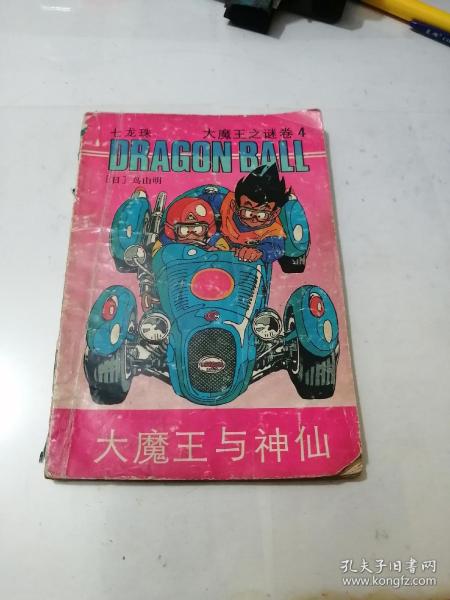 七龙珠 大魔王之谜卷4
DRAGON BALL
[日]鸟山明
大魔王与神仙
孔夫子旧书网
www.kongfz.com